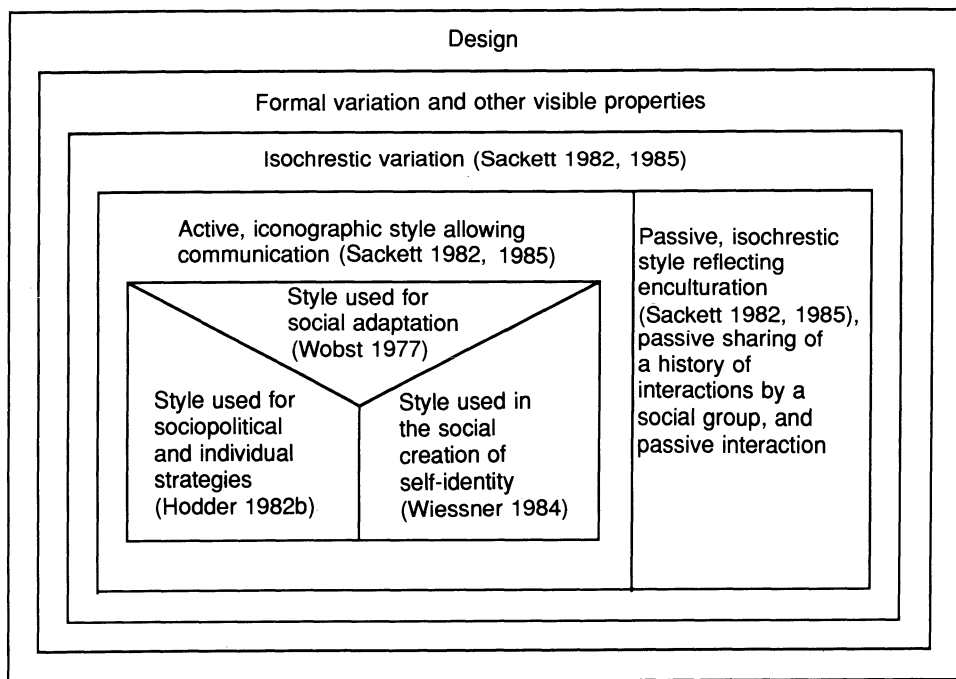 Design
Formal variation and other visible properties
Isochrestic variation (Sackett 1982, 1985)
Active, iconographic style allowing
communication (Sackett 1982, 1985)
Style used for
social adaptation
(Wobst 1977)
Style used for
sociopolitical
and individual
strategies
(Hodder 1982b)
Style used in
the social
creation of
self-identity
(Wiessner 1984)
Passive, isochrestic
style reflecting
enculturation
(Sackett 1982, 1985),
passive sharing of
a history of
interactions by a
social group, and
passive interaction